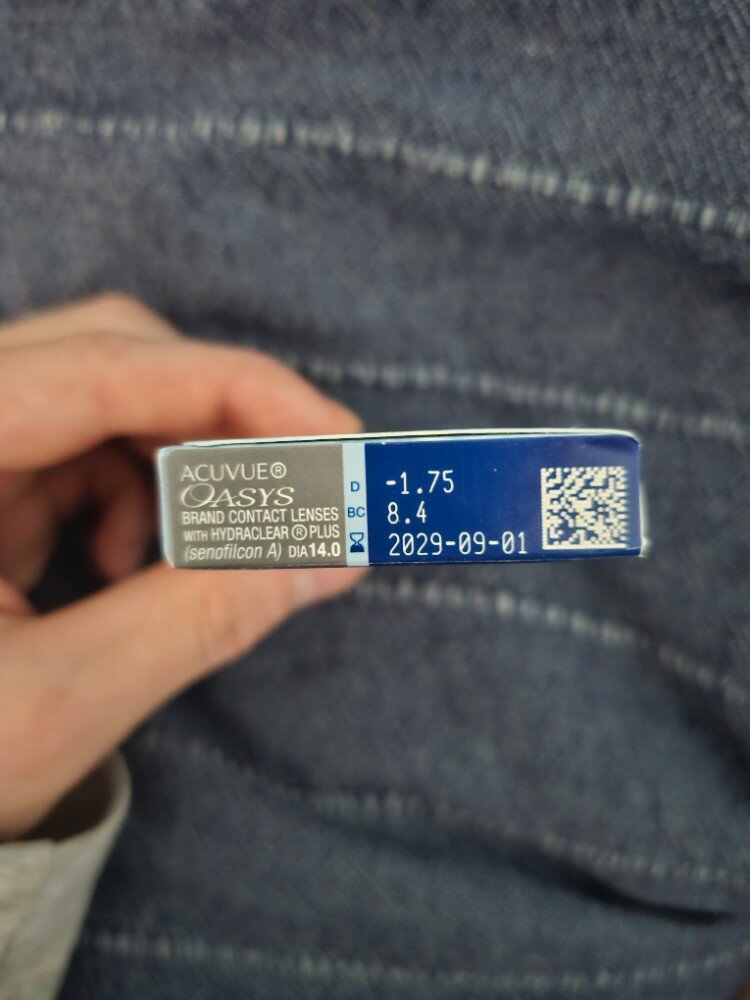 ACUVUE®
OASYS
BRAND CONTACT LENSES
WITH HYDRACLEAR ® PLUS
(senofilcon A) DIA14.0
D -1.75
BC 8.4
2029-09-01